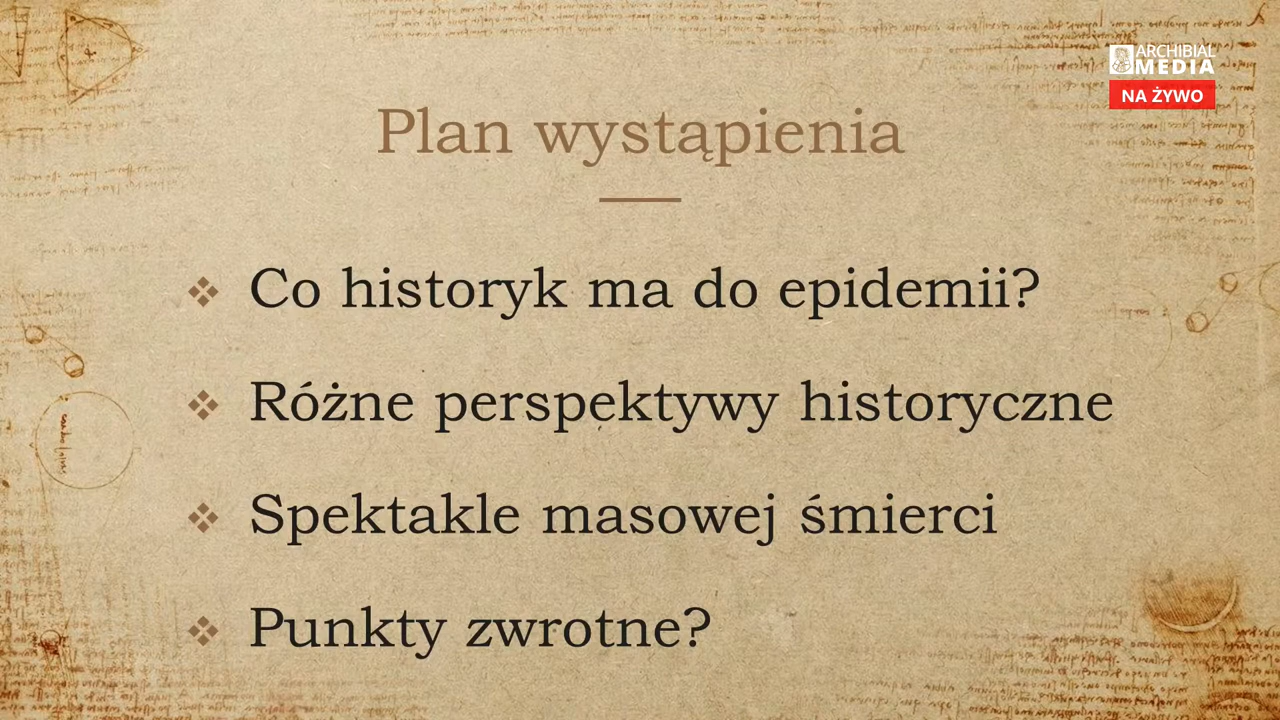 ARCHIBIAL
MEDIA
NA ŻYWO
Plan wystąpienia
Co historyk ma do epidemii?
Różne perspektywy historyczne
Spektakle masowej śmierci
Punkty zwrotne?